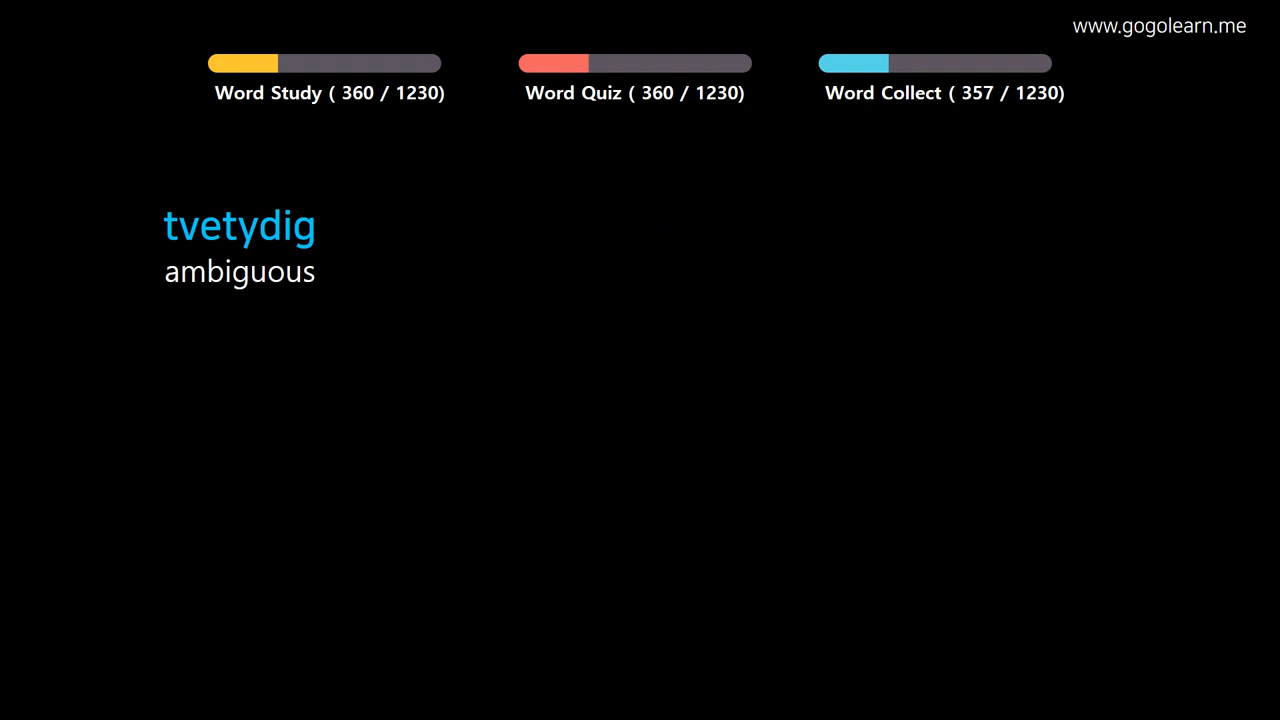 www.gogolearn.me
Word Study ( 360 / 1230)
Word Quiz ( 360 / 1230)
Word Collect ( 357 / 1230)
tvetydig
ambiguous